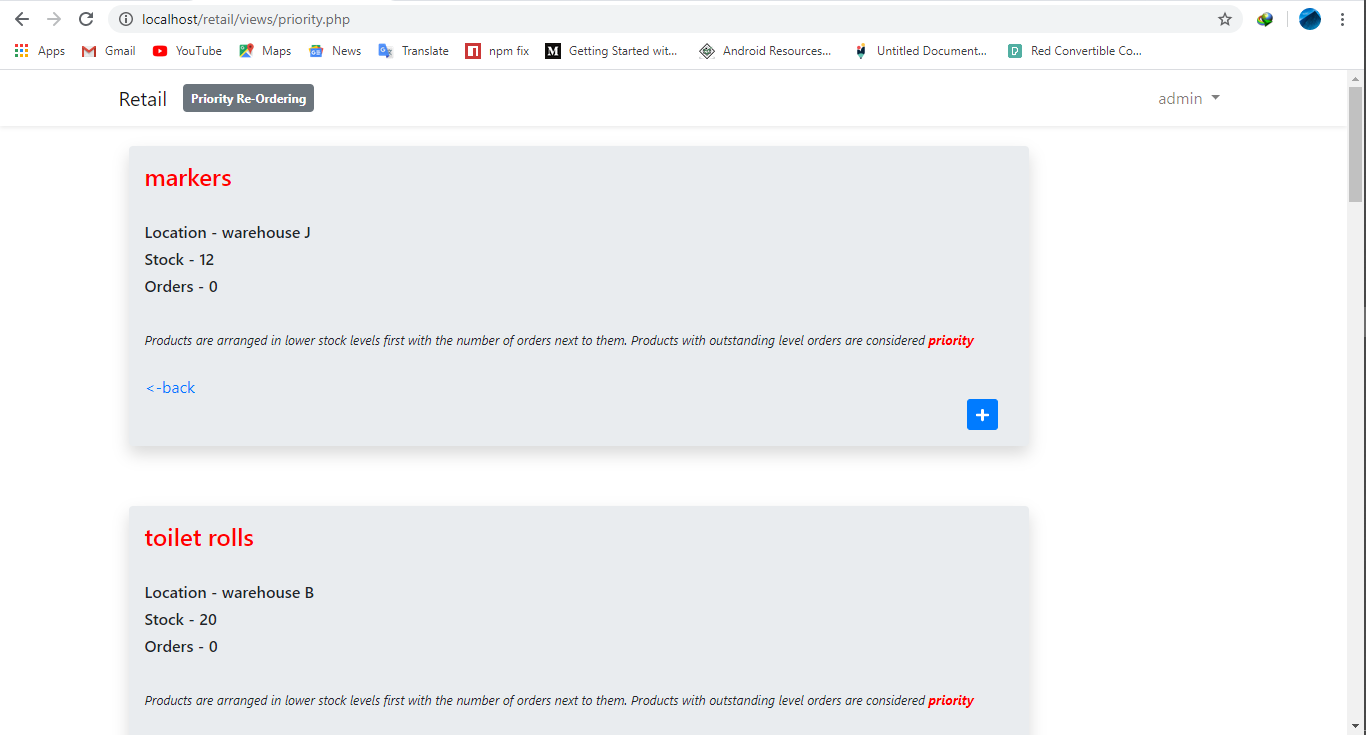 localhost/retail/views/priority.php
Apps Gmail YouTube Maps News Translate npm fix Getting Started wit... Android Resources... Untitled Document... Red Convertible Co...
Retail Priority Re-Ordering admin
markers
Location - warehouse J
Stock - 12
Orders - 0
Products are arranged in lower stock levels first with the number of orders next to them. Products with outstanding level orders are considered priority
<-back
+
toilet rolls
Location - warehouse B
Stock - 20
Orders - 0
Products are arranged in lower stock levels first with the number of orders next to them. Products with outstanding level orders are considered priority